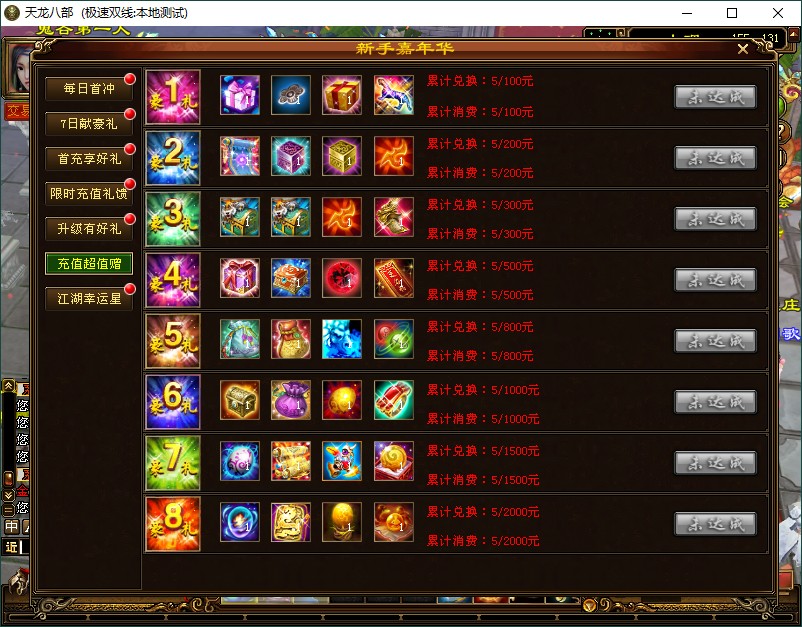 天龙八部 (极速双线:本地测试)
新手嘉年华
每日首冲
7日献豪礼
首充享好礼
限时充值礼馈
升级有好礼
充值超值赠
江湖幸运星
豪1礼
累计兑换：5/100元
累计消费：5/100元
未达成
豪2礼
累计兑换：5/200元
累计消费：5/200元
未达成
豪3礼
累计兑换：5/300元
累计消费：5/300元
未达成
豪4礼
累计兑换：5/500元
累计消费：5/500元
未达成
豪5礼
累计兑换：5/800元
累计消费：5/800元
未达成
豪6礼
累计兑换：5/1000元
累计消费：5/1000元
未达成
豪7礼
累计兑换：5/1500元
累计消费：5/1500元
未达成
豪8礼
累计兑换：5/2000元
累计消费：5/2000元
未达成
交易
您
您
您
您
您
近
庄
歌